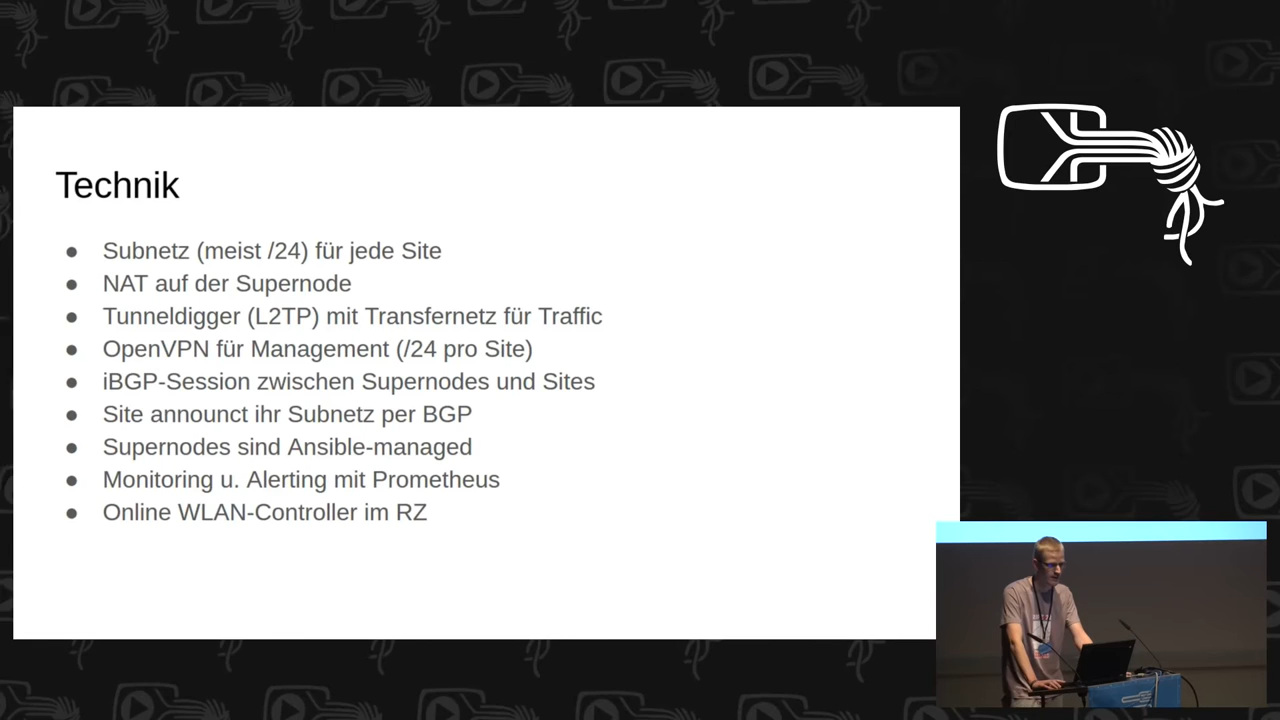 Technik
● Subnetz (meist /24) für jede Site
● NAT auf der Supernode
● Tunneldigger (L2TP) mit Transfernetz für Traffic
● OpenVPN für Management (/24 pro Site)
● iBGP-Session zwischen Supernodes und Sites
● Site announct ihr Subnetz per BGP
● Supernodes sind Ansible-managed
● Monitoring u. Alerting mit Prometheus
● Online WLAN-Controller im RZ